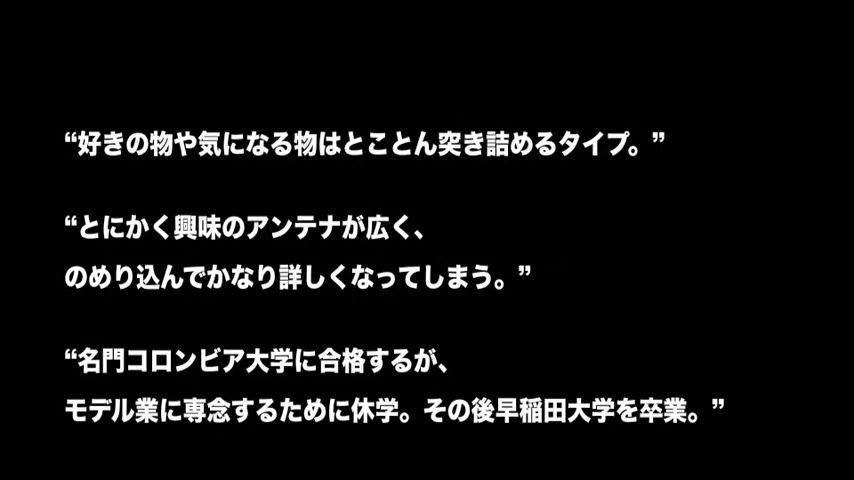 “好きの物や気になる物はとことん突き詰めるタイプ。”
“とにかく興味のアンテナが広く、
のめり込んでかなり詳しくなってしまう。”
“名門コロンビア大学に合格するが、
モデル業に専念するために休学。その後早稲田大学を卒業。”